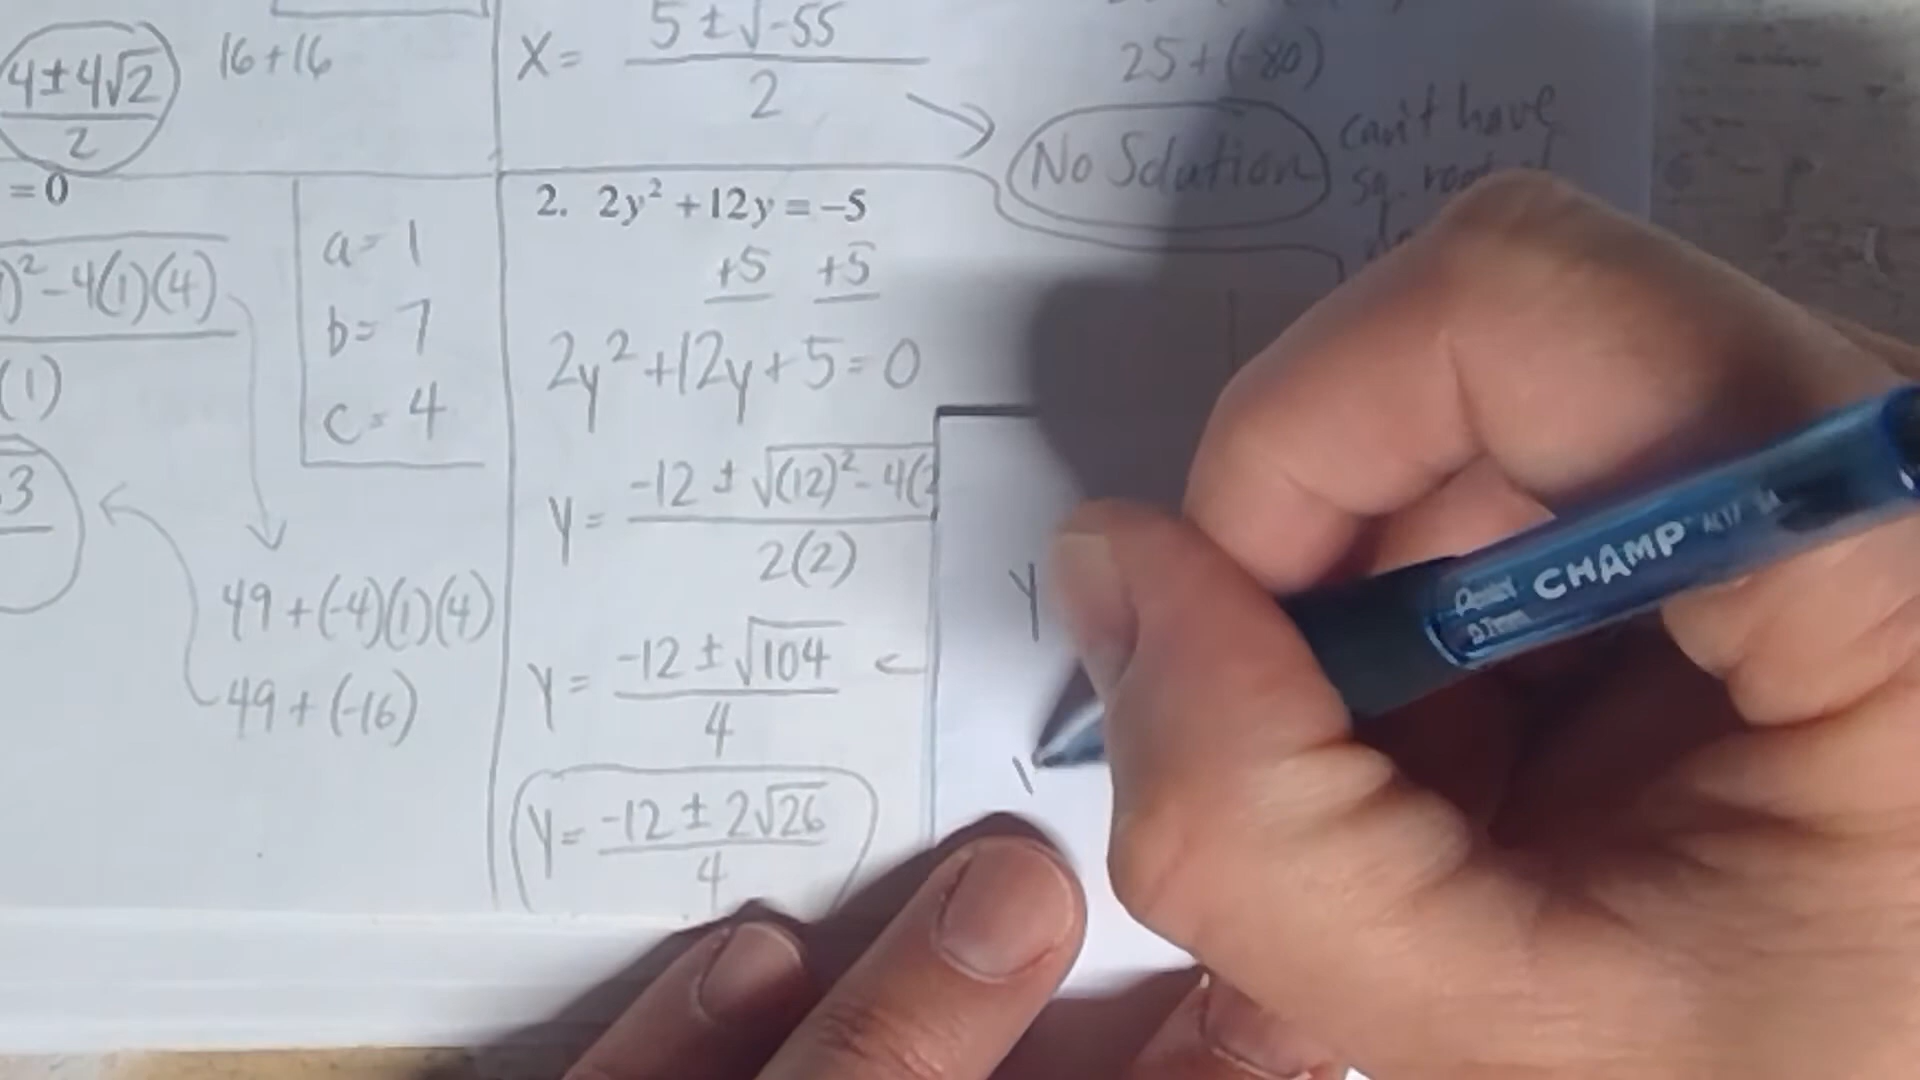 4±4√2
2
16+16
= 0
)²-4(1)(4)
(1)
3
a=1
b=7
c=4
49+(-4)(1)(4)
49+(-16)
X= 5±√-55
2
25+(-80)
No Solution
can't have
sq. root
2. 2y² + 12y = -5
+5 +5
2y²+12y+5=0
Y= -12±√(12)²-4(2
2(2)
Y= -12±√104
4
Y= -12±2√26
4
Y
Pentel
0.7mm CHAMP